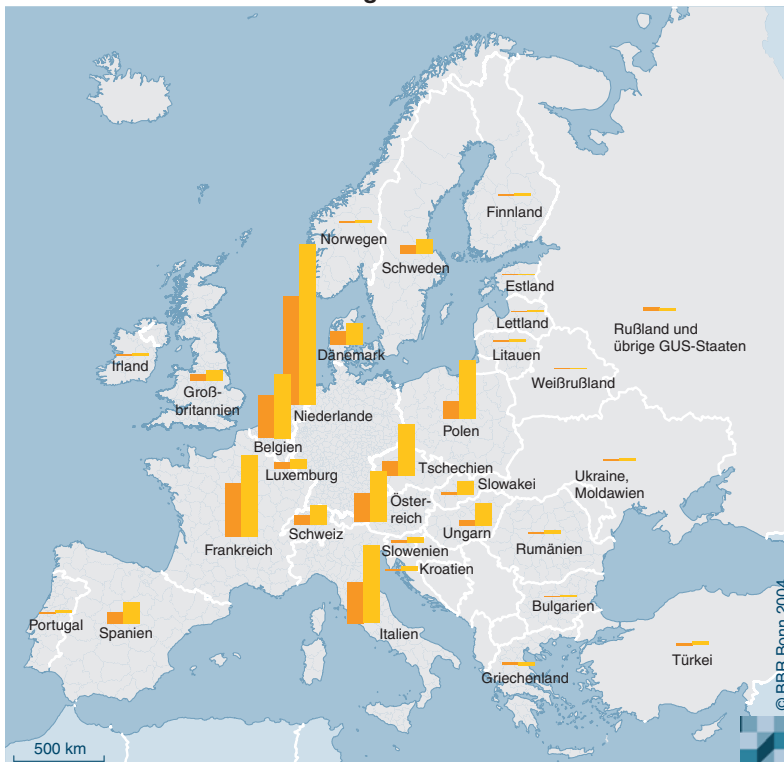 Finnland
Norwegen
Schweden
Estland
Lettland
Rußland und
übrige GUS-Staaten
Litauen
Dänemark
Irland
Weißrußland
Groß-
britannien
Niederlande
Polen
Belgien
Tschechien
Luxemburg
Slowakei
Ukraine,
Moldawien
Öster-
reich
Schweiz
Ungarn
Frankreich
Slowenien
Rumänien
Kroatien
Bulgarien
Portugal
Spanien
Italien
Türkei
Griechenland
500 km
© BBR Bonn 2004